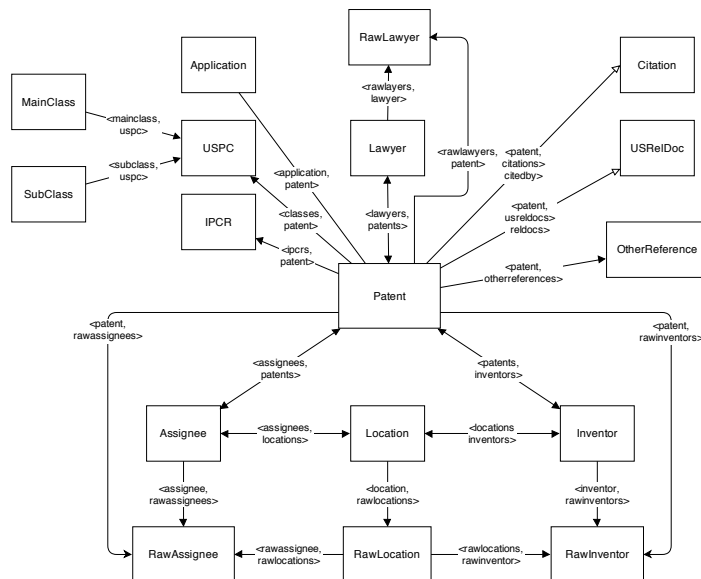 RawLawyer
Application
Citation
MainClass
<rawlayers,
lawyer>
<mainclass,
uspc>
USPC
Lawyer
<rawlawyers,
patent>
<patent,
citations>
citedby>
USRelDoc
<subclass,
uspc>
SubClass
<application,
patent>
<classes,
patent>
<lawyers,
patents>
<patent,
usreldocs>
reldocs>
IPCR
<ipcrs,
patent>
OtherReference
<patent,
otherreferences>
Patent
<patent,
rawassignees>
<patent,
rawinventors>
<assignees,
patents>
<patents,
inventors>
Assignee
<assignees,
locations>
Location
<locations
inventors>
Inventor
<assignee,
rawassignees>
<location,
rawlocations>
<inventor,
rawinventors>
RawAssignee
<rawassignee,
rawlocations>
RawLocation
<rawlocations,
rawinventor>
RawInventor